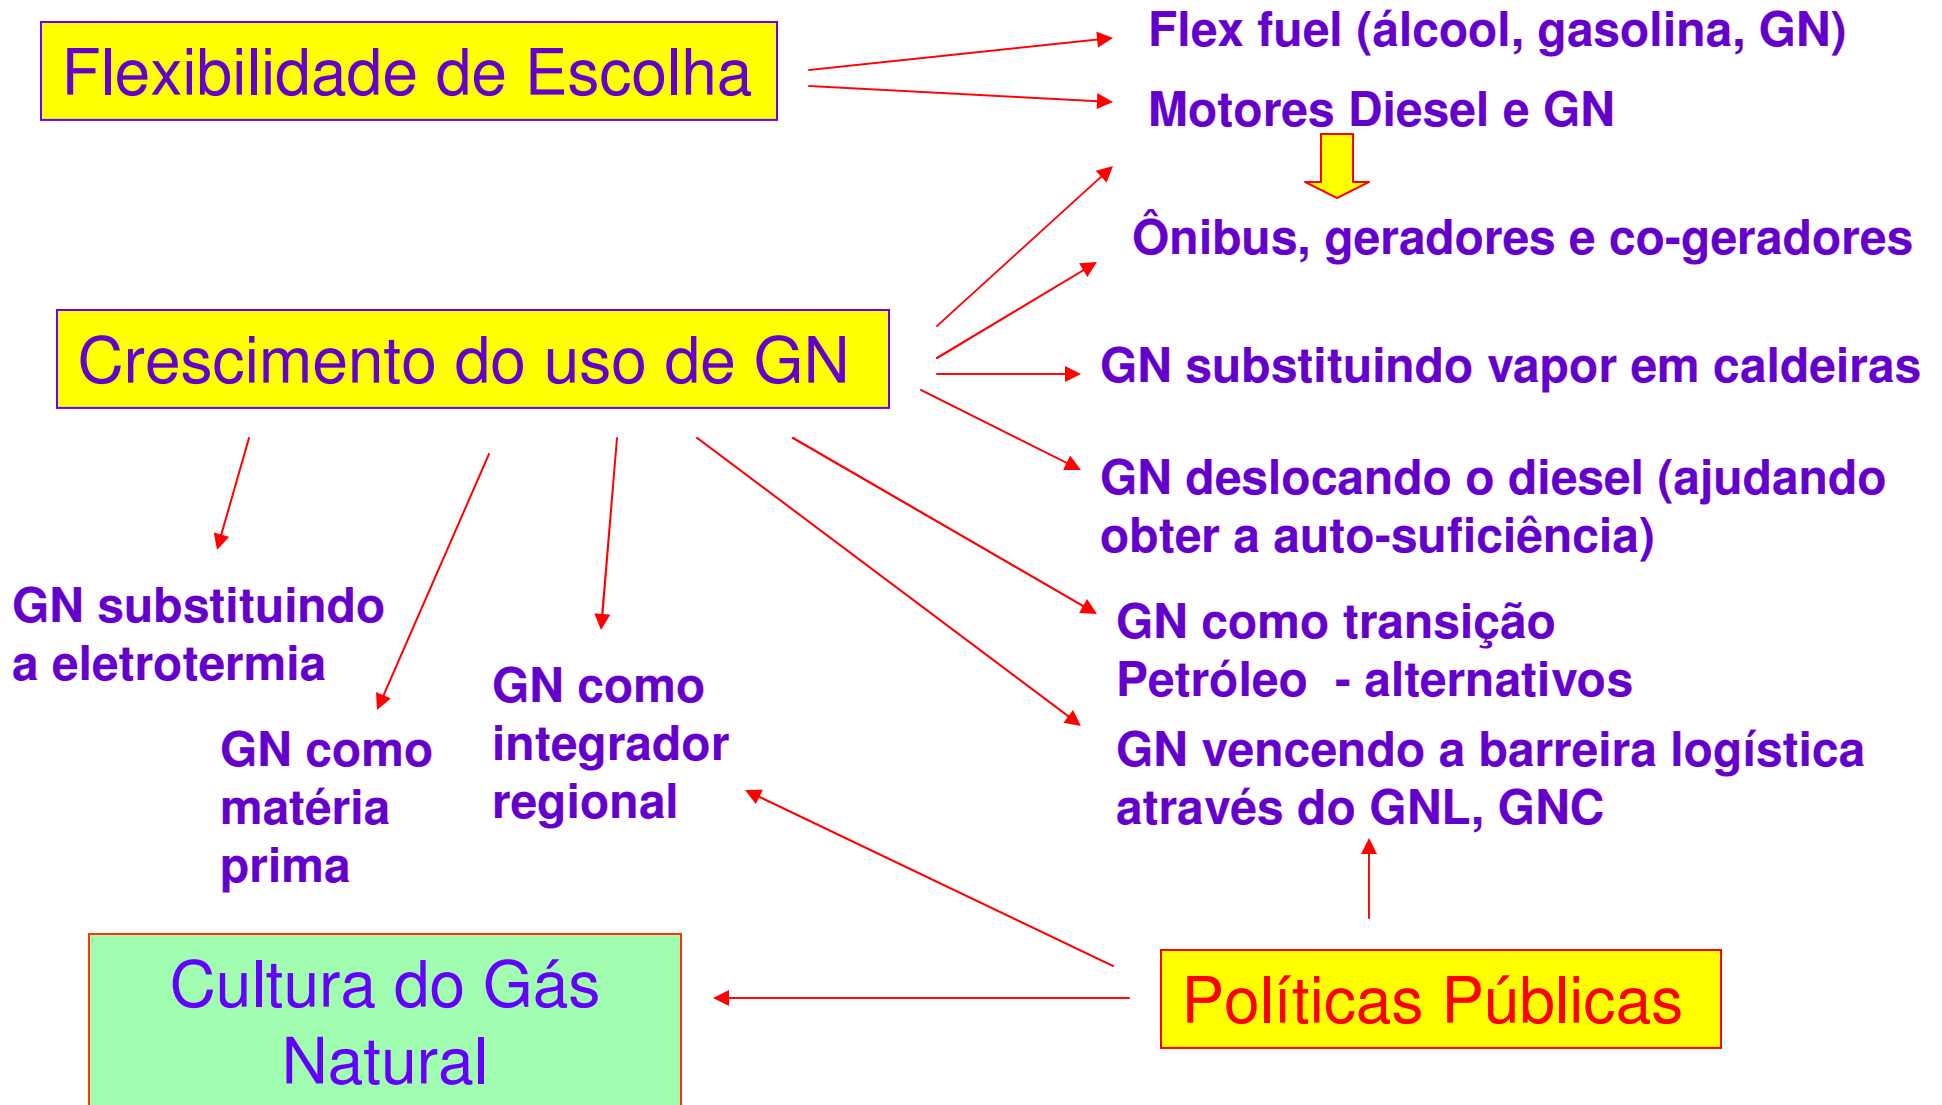 Flexibilidade de Escolha
Flex fuel (álcool, gasolina, GN)
Motores Diesel e GN
Ônibus, geradores e co-geradores
Crescimento do uso de GN
GN substituindo vapor em caldeiras
GN deslocando o diesel (ajudando
obter a auto-suficiência)
GN como transição
Petróleo - alternativos
GN vencendo a barreira logística
através do GNL, GNC
GN substituindo
a eletrotermia
GN como
matéria
prima
GN como
integrador
regional
Cultura do Gás
Natural
Políticas Públicas